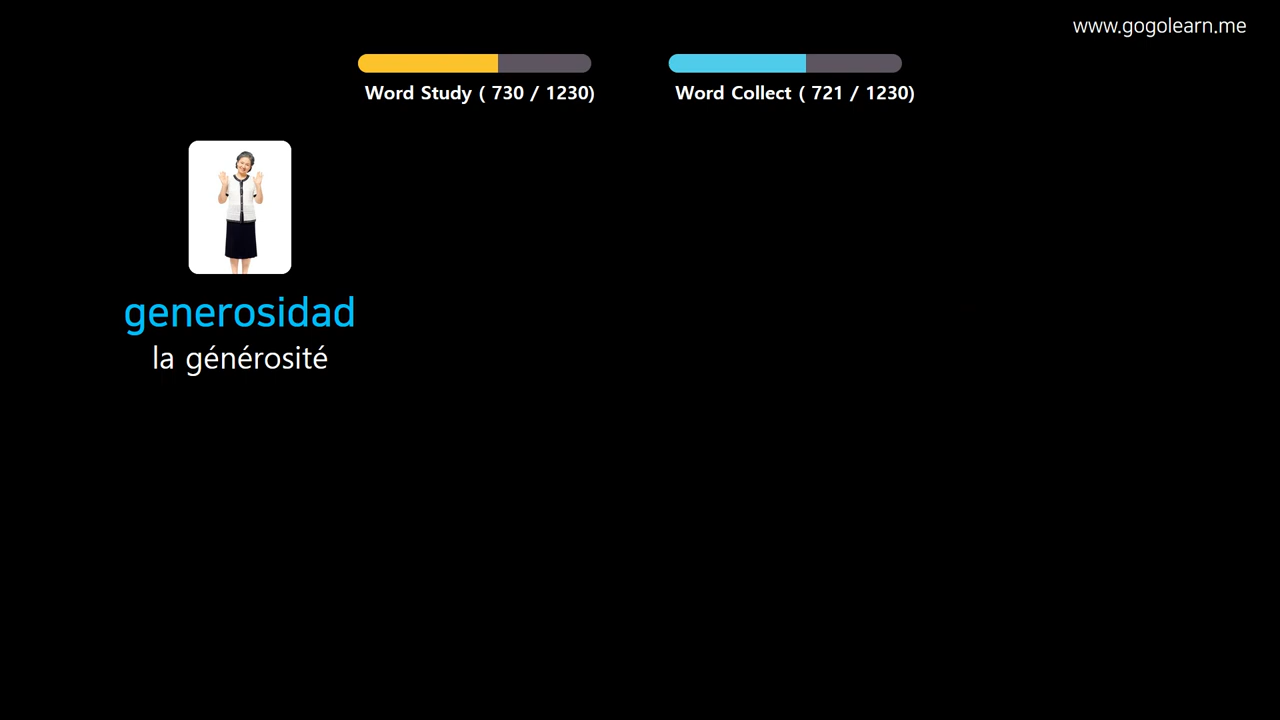 www.gogolearn.me
Word Study ( 730 / 1230)
Word Collect ( 721 / 1230)
generosidad
la générosité